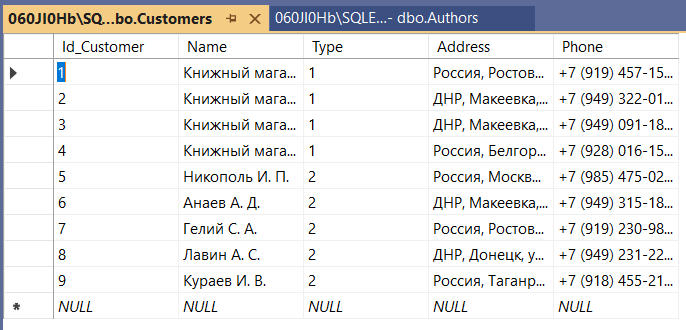 060JI0Hb\SQ...bo.Customers 060JI0Hb\SQLE...- dbo.Authors
Id_Customer Name Type Address Phone
1 Книжный мага... 1 Россия, Ростов... +7 (919) 457-15...
2 Книжный мага... 1 ДНР, Макеевка,... +7 (949) 322-01...
3 Книжный мага... 1 ДНР, Макеевка,... +7 (949) 091-18...
4 Книжный мага... 1 Россия, Белгор... +7 (928) 016-15...
5 Никополь И. П. 2 Россия, Москв... +7 (985) 475-02...
6 Анаев А. Д. 2 ДНР, Макеевка,... +7 (949) 315-18...
7 Гелий С. А. 2 Россия, Ростов... +7 (919) 230-98...
8 Лавин А. С. 2 ДНР, Донецк, у... +7 (949) 231-22...
9 Кураев И. В. 2 Россия, Таганр... +7 (918) 455-21...
NULL NULL NULL NULL NULL